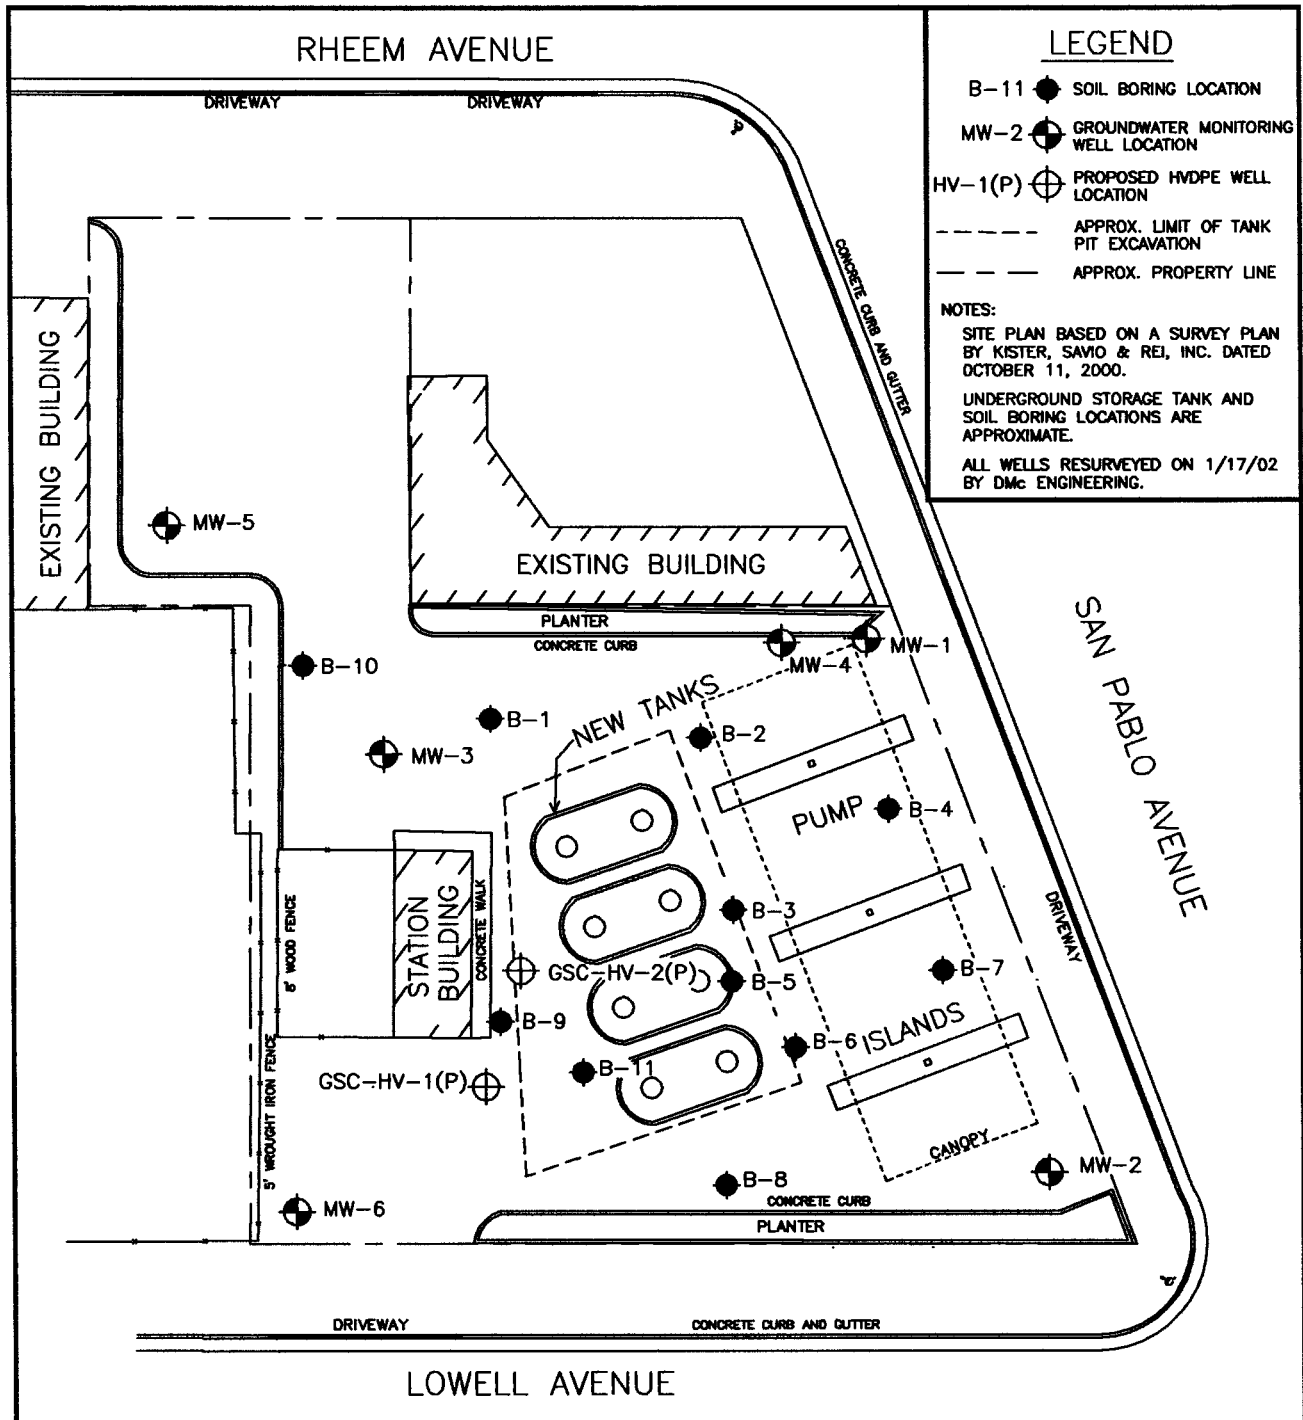 RHEEM AVENUE
DRIVEWAY
DRIVEWAY
LEGEND
B-11
SOIL BORING LOCATION
MW-2
GROUNDWATER MONITORING
WELL LOCATION
HV-1(P)
PROPOSED HVDPE WELL
LOCATION
APPROX. LIMIT OF TANK
PIT EXCAVATION
APPROX. PROPERTY LINE
NOTES:
SITE PLAN BASED ON A SURVEY PLAN
BY KISTER, SAVIO & REI, INC. DATED
OCTOBER 11, 2000.
UNDERGROUND STORAGE TANK AND
SOIL BORING LOCATIONS ARE
APPROXIMATE.
ALL WELLS RESURVEYED ON 1/17/02
BY DMc ENGINEERING.
CONCRETE CURB AND GUTTER
EXISTING BUILDING
MW-5
EXISTING BUILDING
PLANTER
CONCRETE CURB
MW-4
MW-1
SAN PABLO AVENUE
B-10
B-1
NEW TANKS
B-2
MW-3
PUMP
B-4
B-3
STATION
BUILDING
CONCRETE WALK
5' WOOD FENCE
GSC-HV-2(P)
B-5
B-7
DRIVEWAY
B-9
B-6
ISLANDS
B-11
GSC-HV-1(P)
5' WROUGHT IRON FENCE
CANOPY
MW-2
B-8
MW-6
CONCRETE CURB
PLANTER
DRIVEWAY
CONCRETE CURB AND GUTTER
LOWELL AVENUE